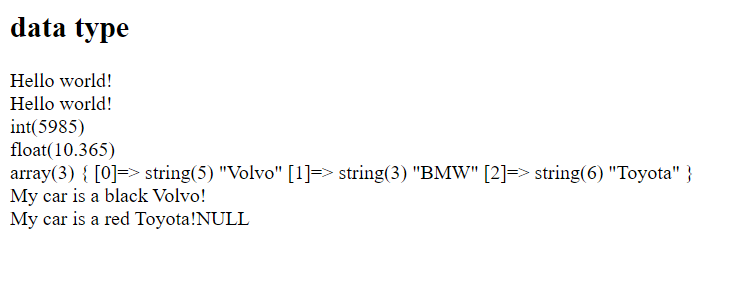 data type
Hello world!
Hello world!
int(5985)
float(10.365)
array(3) { [0]=> string(5) "Volvo" [1]=> string(3) "BMW" [2]=> string(6) "Toyota" }
My car is a black Volvo!
My car is a red Toyota!NULL